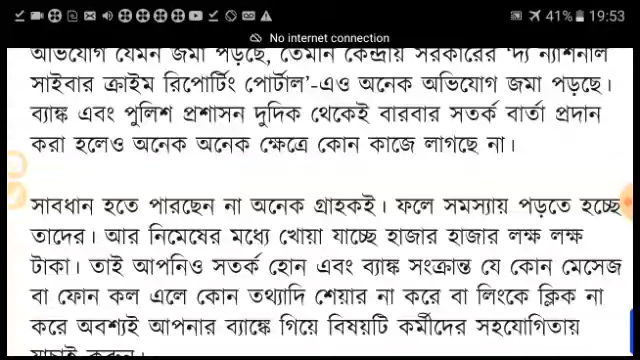 41% 19:53
No internet connection
অভিযোগ যেমন জমা পড়ছে, তেমনি কেন্দ্রীয় সরকারের 'দ্য ন্যাশনাল
সাইবার ক্রাইম রিপোর্টিং পোর্টাল'-এও অনেক অভিযোগ জমা পড়ছে।
ব্যাঙ্ক এবং পুলিশ প্রশাসন দুদিক থেকেই বারবার সতর্ক বার্তা প্রদান
করা হলেও অনেক অনেক ক্ষেত্রে কোন কাজে লাগছে না।
সাবধান হতে পারছেন না অনেক গ্রাহকই। ফলে সমস্যায় পড়তে হচ্ছে
তাদের। আর নিমেষের মধ্যে খোয়া যাচ্ছে হাজার হাজার লক্ষ লক্ষ
টাকা। তাই আপনিও সতর্ক হোন এবং ব্যাঙ্ক সংক্রান্ত যে কোন মেসেজ
বা ফোন কল এলে কোন তথ্যাদি শেয়ার না করে বা লিংকে ক্লিক না
করে অবশ্যই আপনার ব্যাঙ্কে গিয়ে বিষয়টি কর্মীদের সহযোগিতায়
যাচাই করুন।